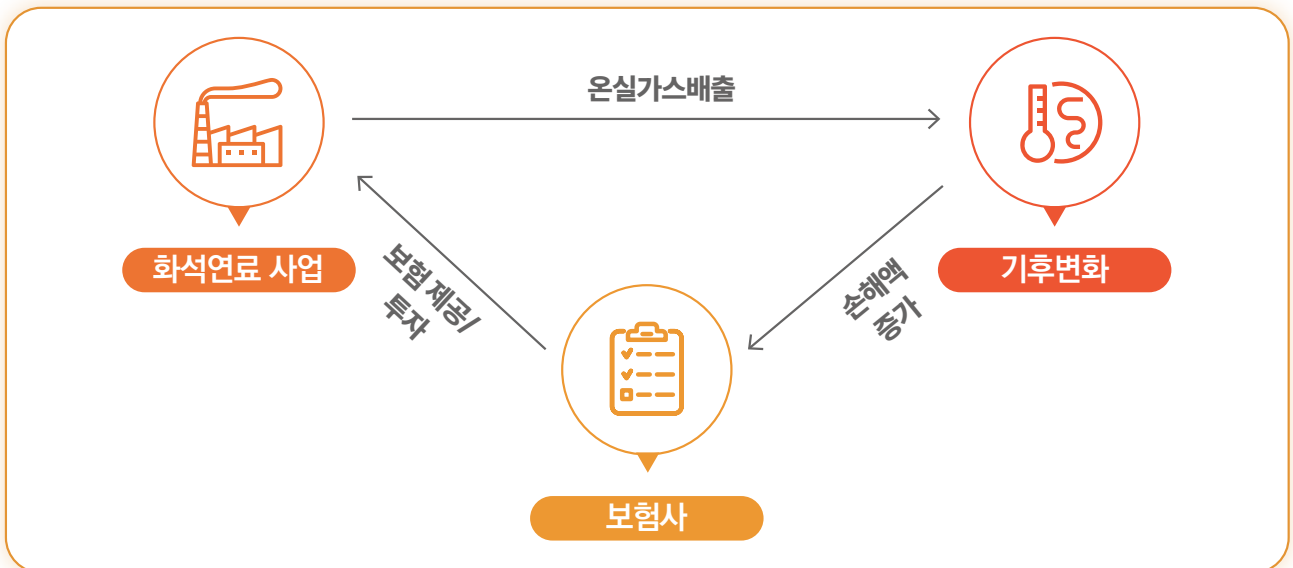 온실가스배출
화석연료 사업
기후변화
보험 제공/
투자
손해액
증가
보험사